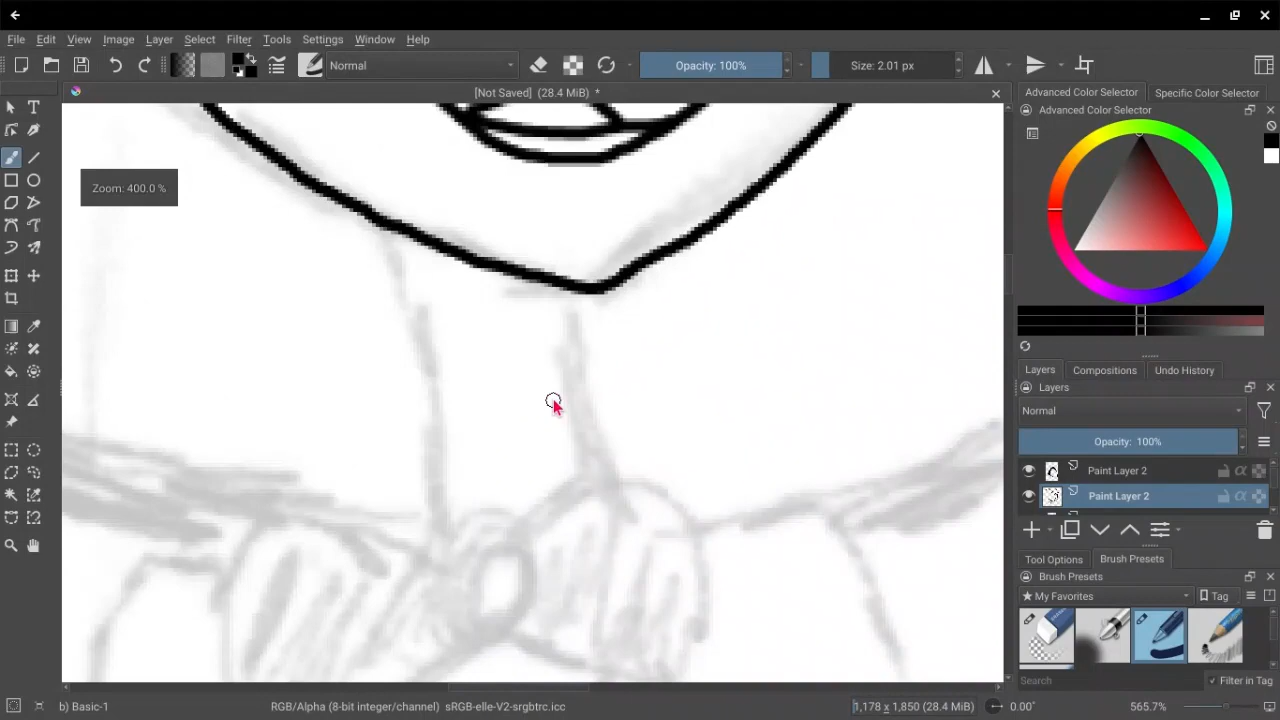 File Edit View Image Layer Select Filter Tools Settings Window Help
Normal
Opacity: 100%
Size: 2.01 px
[Not Saved] (28.4 MiB) *
Advanced Color Selector
Specific Color Selector
Advanced Color Selector
Zoom: 400.0 %
Layers
Compositions
Undo History
Layers
Normal
Opacity: 100%
Paint Layer 2
Paint Layer 2
Tool Options
Brush Presets
Brush Presets
My Favorites
Tag
Search
Filter in Tag
b) Basic-1
RGB/Alpha (8-bit integer/channel) sRGB-elle-V2-srgbtrc.icc
1,178 x 1,850 (28.4 MiB)
0.00°
565.7%